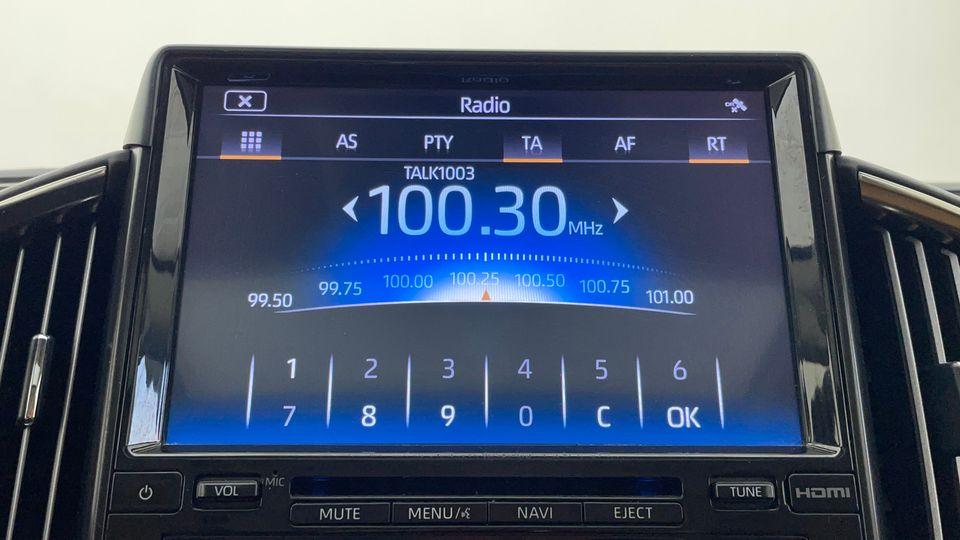 Radio
AS PTY TA AF RT
TALK1003
100.30 MHz
99.50 99.75 100.00 100.25 100.50 100.75 101.00
1 2 3 4 5 6
7 8 9 0 C OK
VOL MIC TUNE HDMI
MUTE MENU/ NAVI EJECT